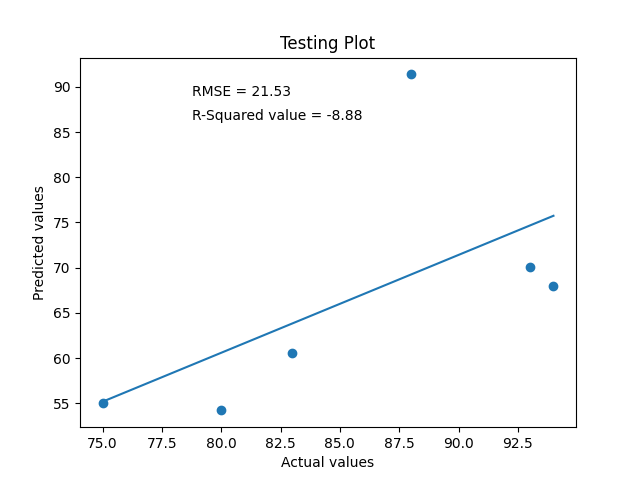 Testing Plot
RMSE = 21.53
R-Squared value = -8.88
Predicted values
90
85
80
75
70
65
60
55
75.0 77.5 80.0 82.5 85.0 87.5 90.0 92.5
Actual values